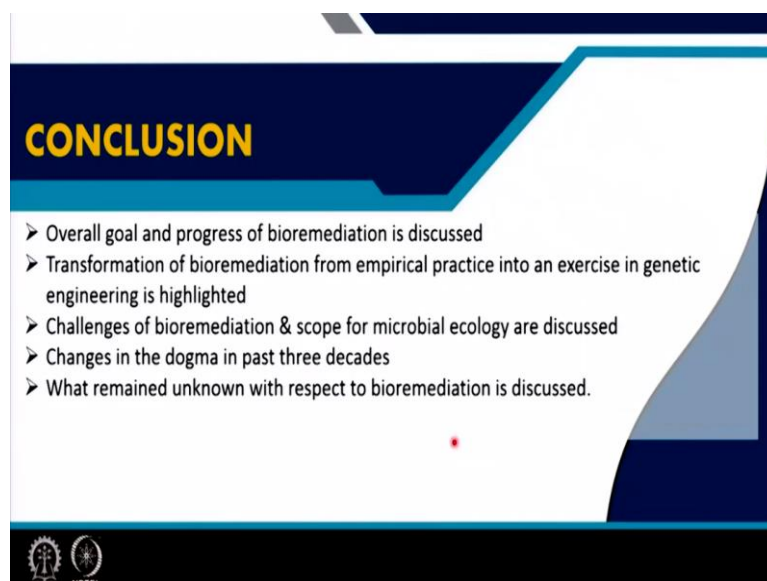 CONCLUSION
➢ Overall goal and progress of bioremediation is discussed
➢ Transformation of bioremediation from empirical practice into an exercise in genetic
engineering is highlighted
➢ Challenges of bioremediation & scope for microbial ecology are discussed
➢ Changes in the dogma in past three decades
➢ What remained unknown with respect to bioremediation is discussed.